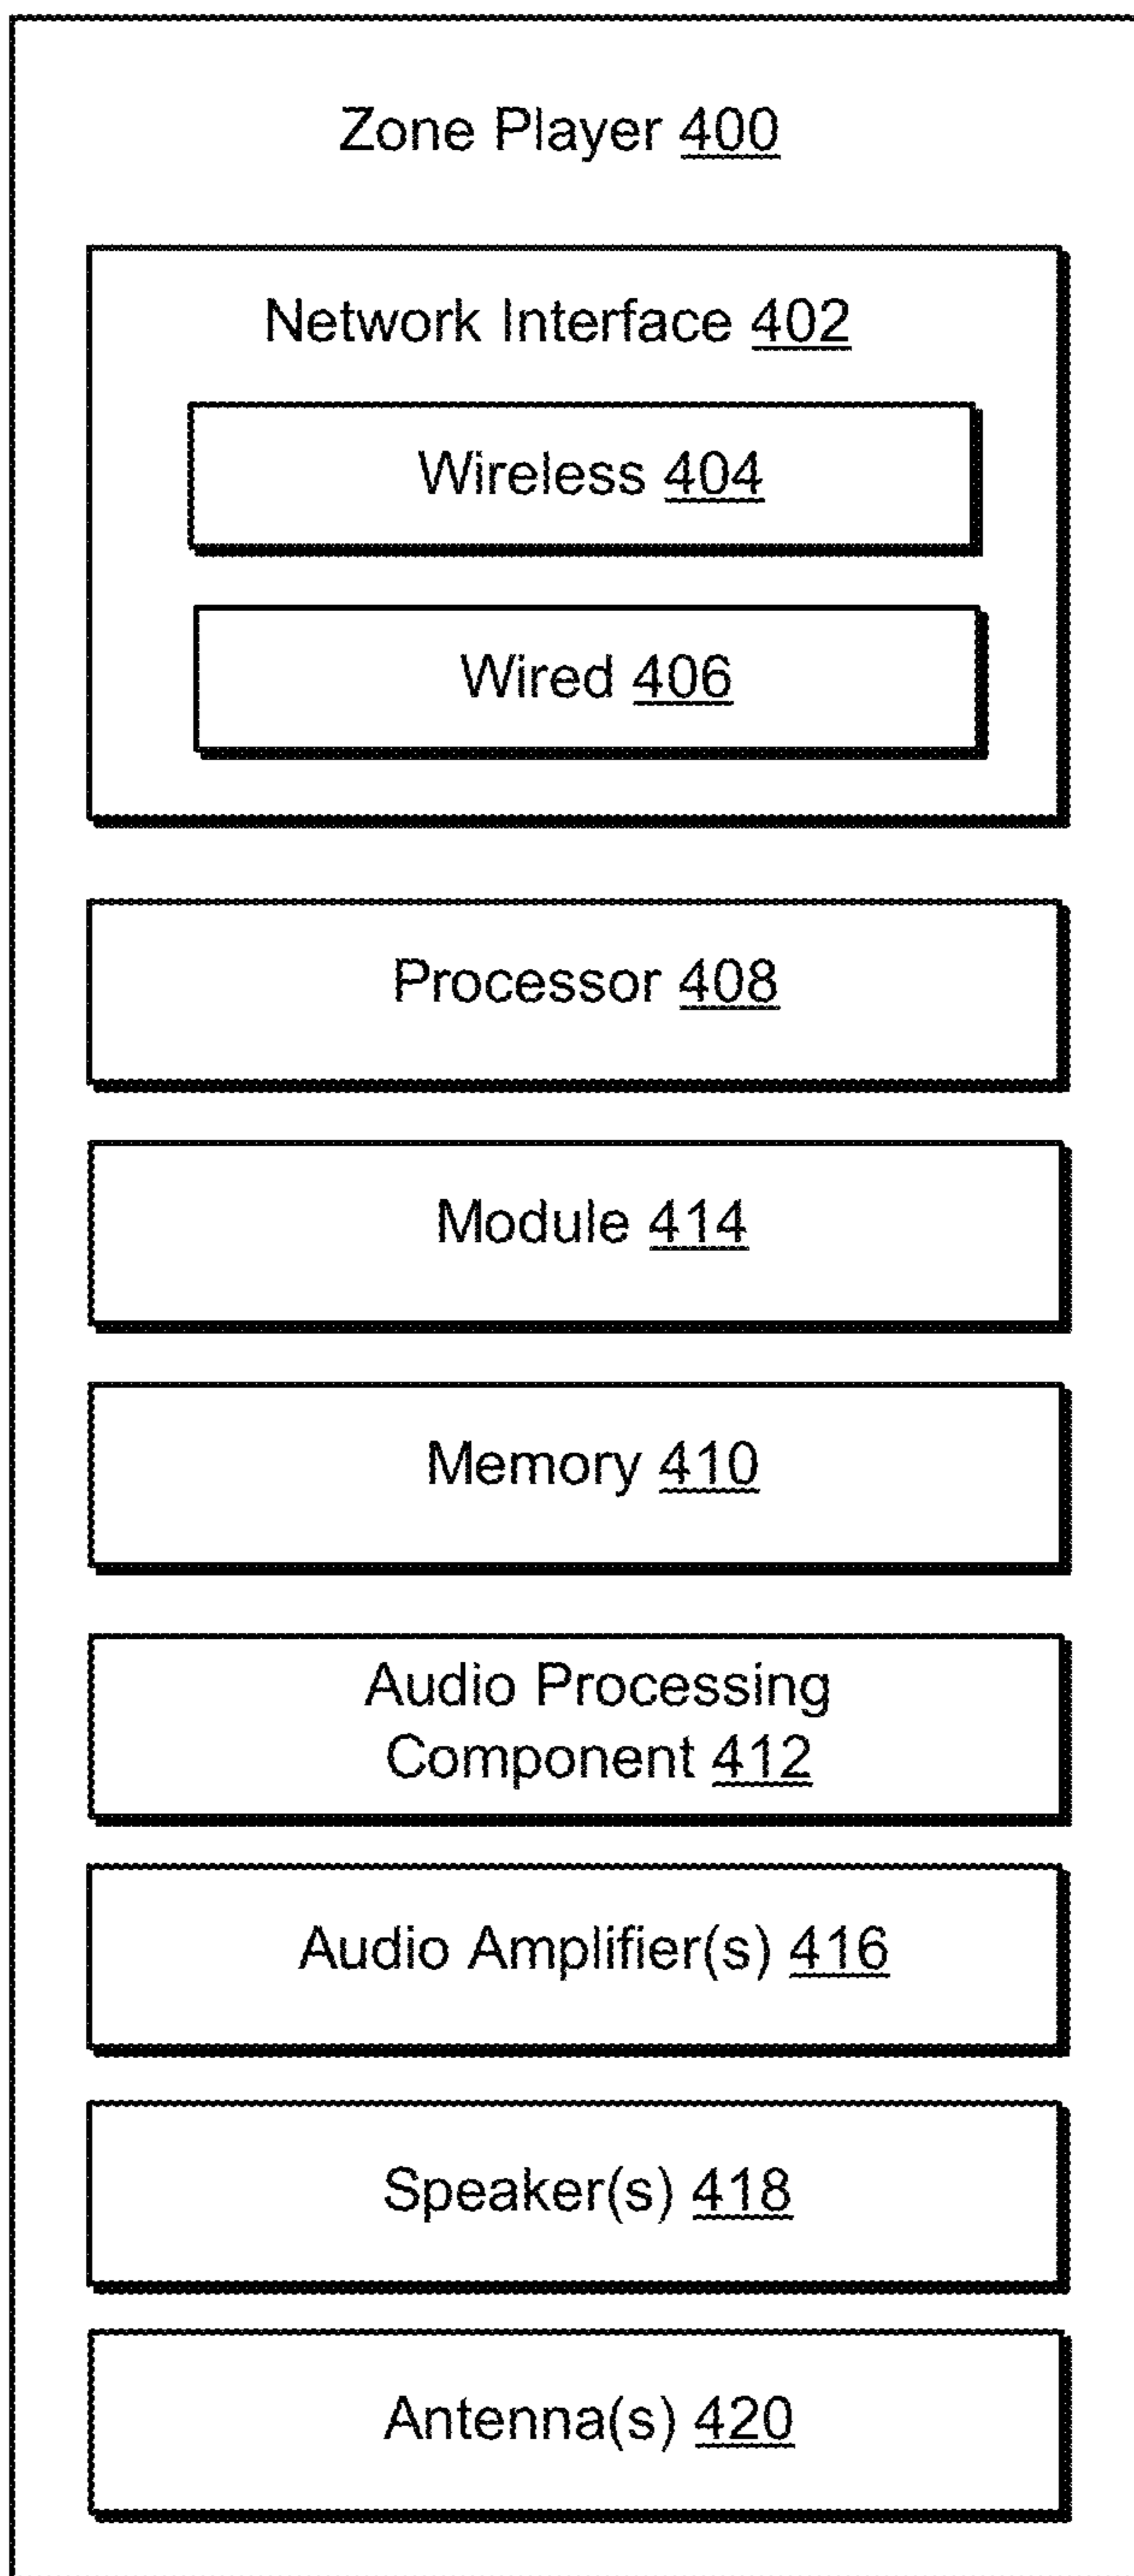 Zone Player 400
Network Interface 402
Wireless 404
Wired 406
Processor 408
Module 414
Memory 410
Audio Processing
Component 412
Audio Amplifier(s) 416
Speaker(s) 418
Antenna(s) 420